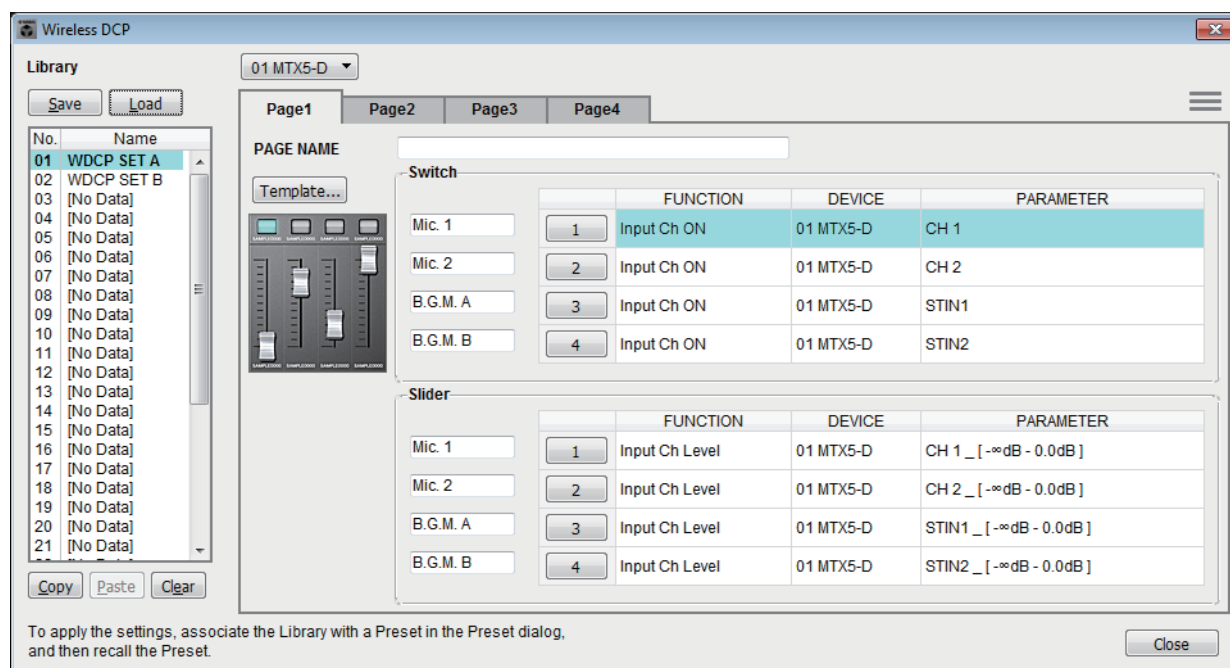 Wireless DCP
Library
Save Load
No. Name
01 WDCP SET A
02 WDCP SET B
03 [No Data]
04 [No Data]
05 [No Data]
06 [No Data]
07 [No Data]
08 [No Data]
09 [No Data]
10 [No Data]
11 [No Data]
12 [No Data]
13 [No Data]
14 [No Data]
15 [No Data]
16 [No Data]
17 [No Data]
18 [No Data]
19 [No Data]
20 [No Data]
21 [No Data]
Copy Paste Clear
01 MTX5-D
Page1 Page2 Page3 Page4
PAGE NAME
Template...
SAMPLE0000 SAMPLE0000 SAMPLE0000 SAMPLE0000
SAMPLE0000 SAMPLE0000 SAMPLE0000 SAMPLE0000
Switch
FUNCTION DEVICE PARAMETER
Mic. 1 1 Input Ch ON 01 MTX5-D CH 1
Mic. 2 2 Input Ch ON 01 MTX5-D CH 2
B.G.M. A 3 Input Ch ON 01 MTX5-D STIN1
B.G.M. B 4 Input Ch ON 01 MTX5-D STIN2
Slider
FUNCTION DEVICE PARAMETER
Mic. 1 1 Input Ch Level 01 MTX5-D CH 1 _ [ -∞dB - 0.0dB ]
Mic. 2 2 Input Ch Level 01 MTX5-D CH 2 _ [ -∞dB - 0.0dB ]
B.G.M. A 3 Input Ch Level 01 MTX5-D STIN1 _ [ -∞dB - 0.0dB ]
B.G.M. B 4 Input Ch Level 01 MTX5-D STIN2 _ [ -∞dB - 0.0dB ]
To apply the settings, associate the Library with a Preset in the Preset dialog,
and then recall the Preset.
Close